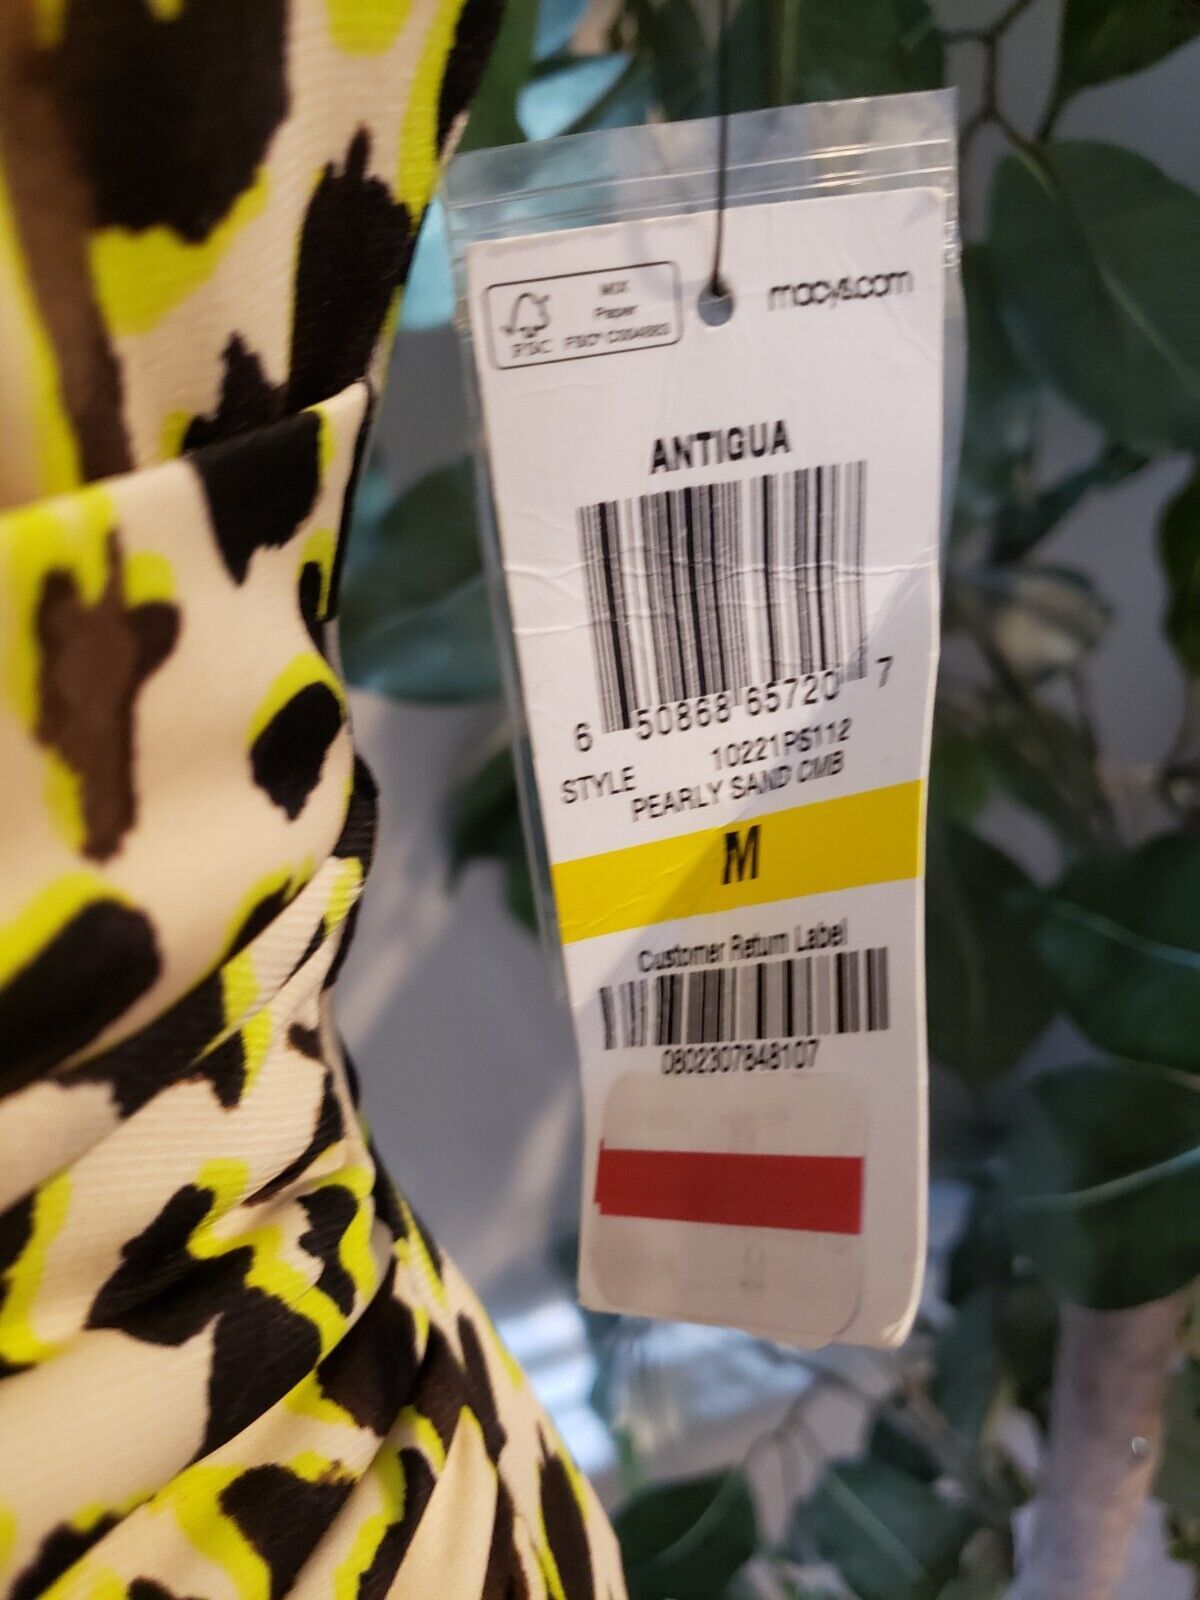 macys.com
FSC
MIX
Paper
ANTIGUA
6 50868 65720 7
STYLE 10221PS112
PEARLY SAND CMB
M
Customer Return Label
0802307848107